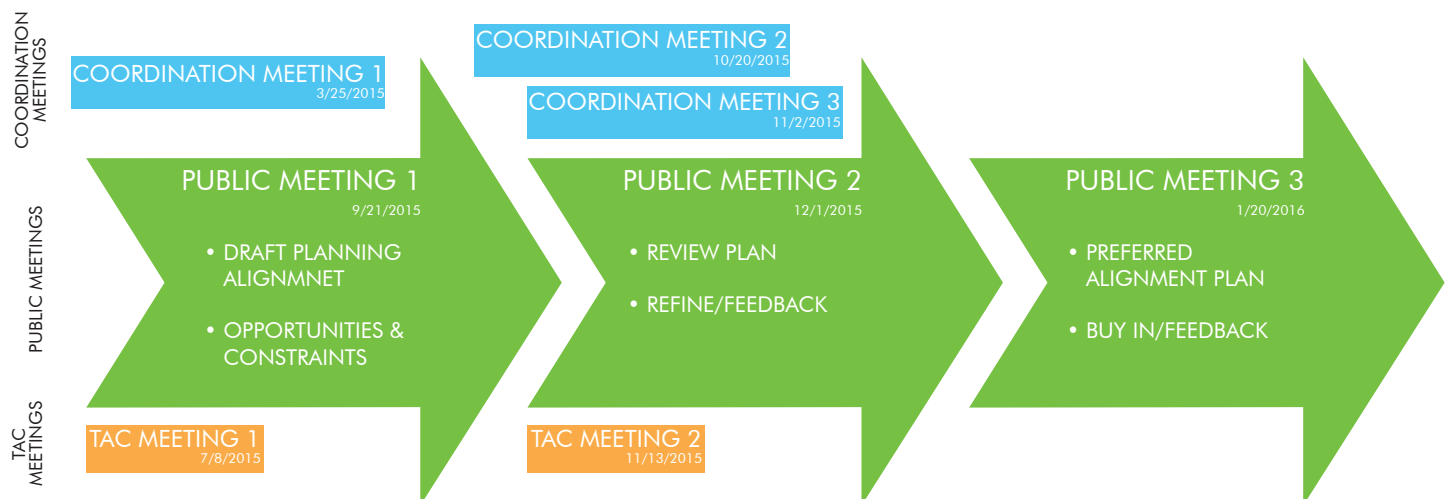 COORDINATION
MEETINGS
COORDINATION MEETING 1
3/25/2015
COORDINATION MEETING 2
10/20/2015
COORDINATION MEETING 3
11/2/2015
PUBLIC MEETINGS
PUBLIC MEETING 1
9/21/2015
• DRAFT PLANNING
ALIGNMNET
• OPPORTUNITIES &
CONSTRAINTS
PUBLIC MEETING 2
12/1/2015
• REVIEW PLAN
• REFINE/FEEDBACK
PUBLIC MEETING 3
1/20/2016
• PREFERRED
ALIGNMENT PLAN
• BUY IN/FEEDBACK
TAC
MEETINGS
TAC MEETING 1
7/8/2015
TAC MEETING 2
11/13/2015